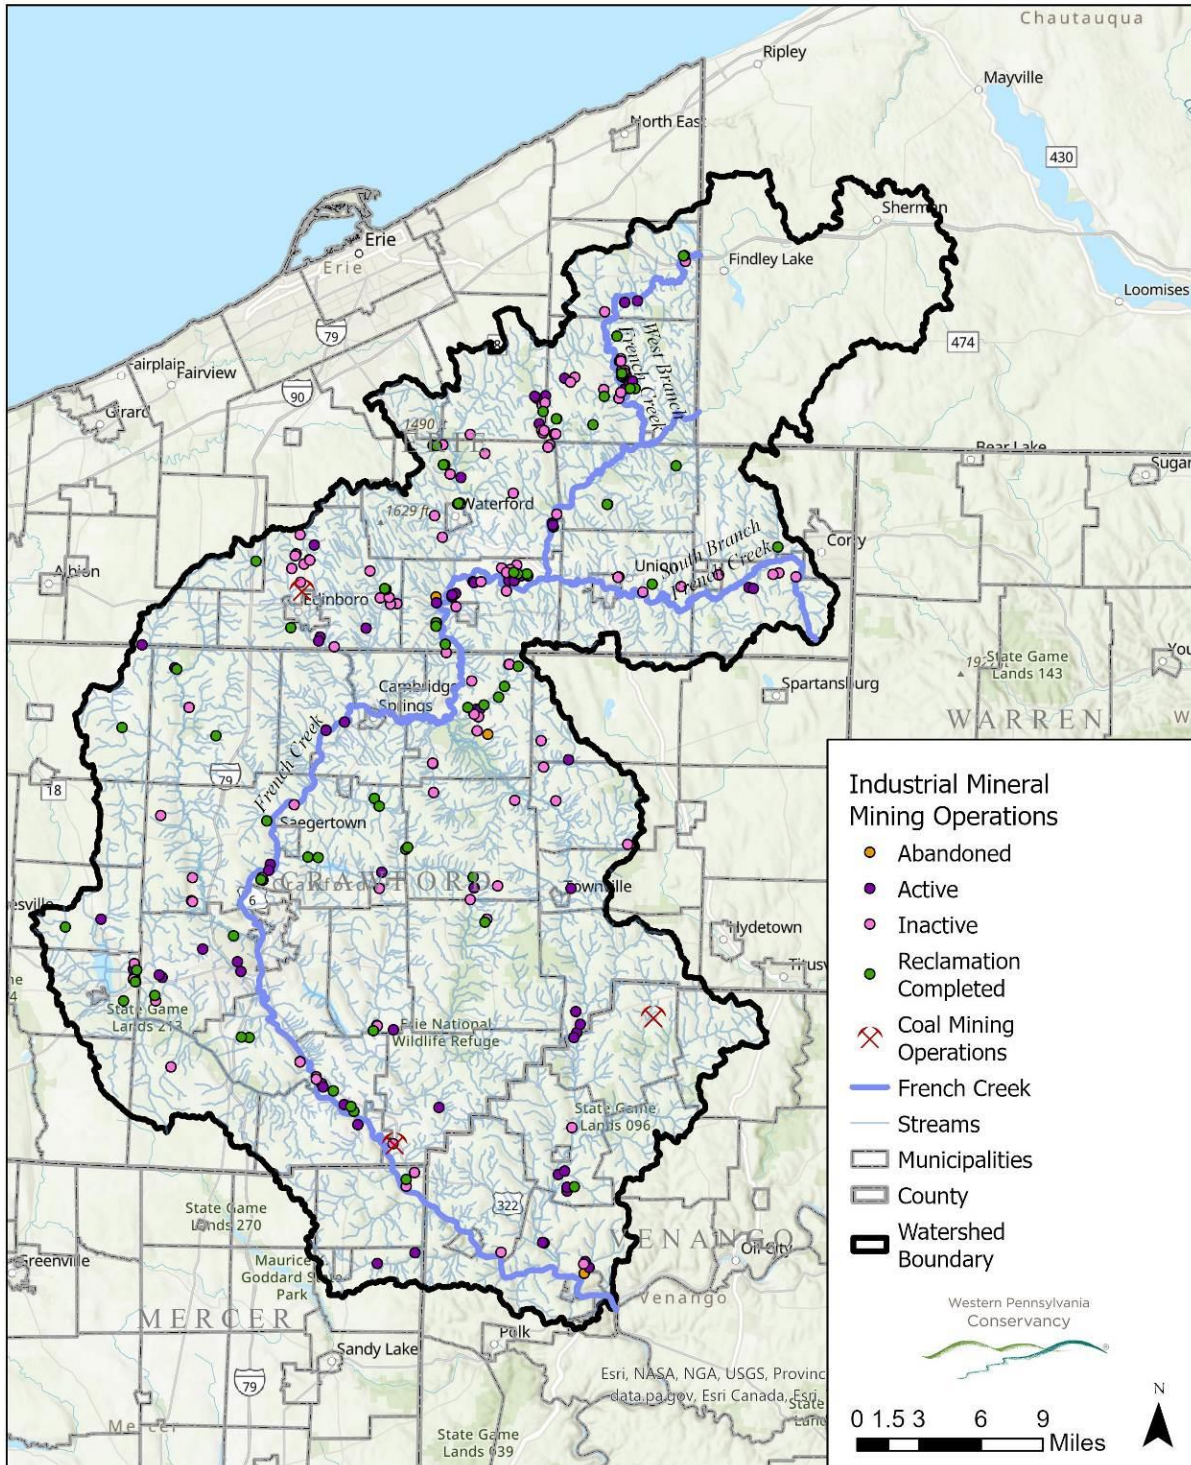 Chautauqua
Ripley
Mayville
North East
430
Sherman
Erie
Erie
Findley Lake
Loomises
79
474
Fairview
90
Girard
West Branch
French Creek
1490
Bear Lake
Waterford
1629 ft
South Branch
French Creek
Corry
Union
Albion
Edinboro
State Game
Lands 143
Spartansburg
Cambridge
Springs
WARREN
French Creek
79
18
Saegertown
CRAWFORD
Crawford
6
Townville
Hydetown
State Game
Lands 213
Erie National
Wildlife Refuge
State Game
Lands 096
State Game
Lands 270
322
VENANGO
Oil City
Greenville
Maurice
Goddard State
Park
Venango
MERCER
Polk
Sandy Lake
79
Mercer
State Game
Lands 039
Esri, NASA, NGA, USGS, Provinc
data.pa.gov, Esri Canada, Esri,
Industrial Mineral
Mining Operations
Abandoned
Active
Inactive
Reclamation
Completed
Coal Mining
Operations
French Creek
Streams
Municipalities
County
Watershed
Boundary
Western Pennsylvania
Conservancy
N
0 1.5 3 6 9
Miles